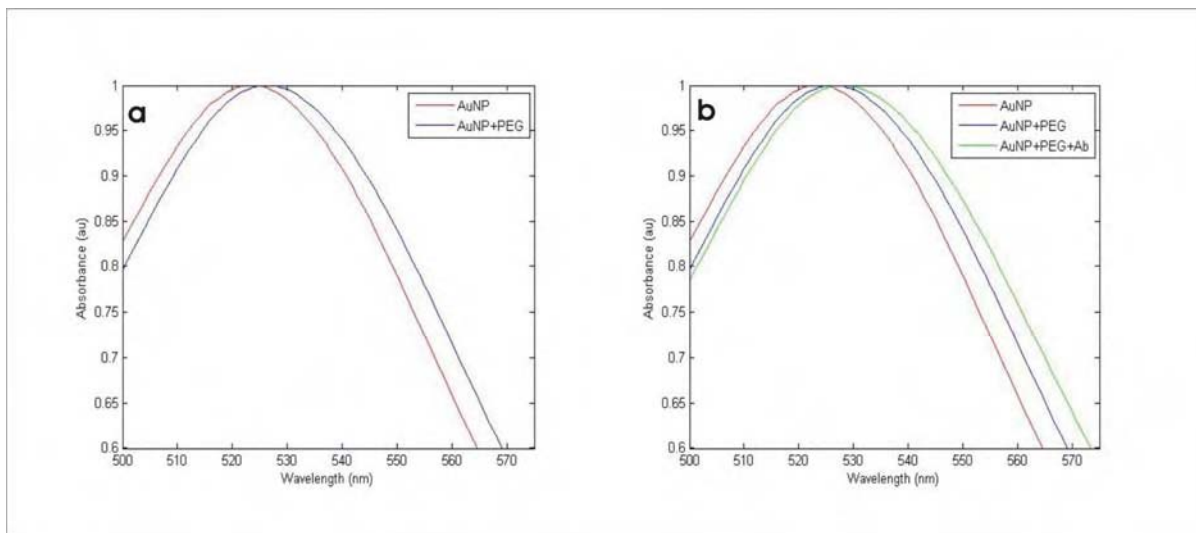 a
AuNP
AuNP+PEG
1
0.95
0.9
0.85
0.8
0.75
0.7
0.65
0.6
Absorbance (au)
500 510 520 530 540 550 560 570
Wavelength (nm)
b
AuNP
AuNP+PEG
AuNP+PEG+Ab
1
0.95
0.9
0.85
0.8
0.75
0.7
0.65
0.6
Absorbance (au)
500 510 520 530 540 550 560 570
Wavelength (nm)